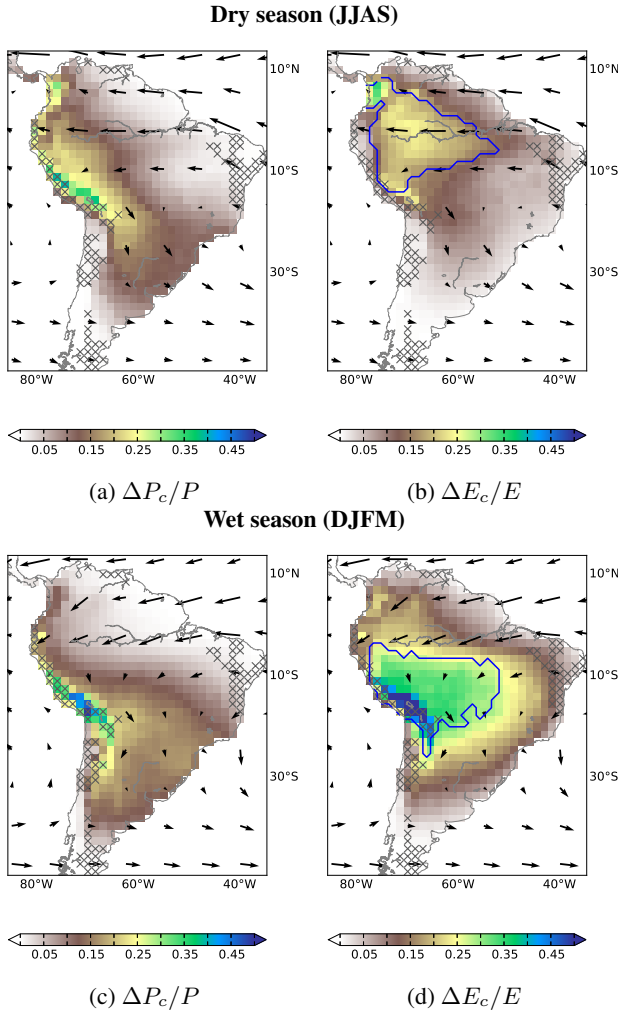 Dry season (JJAS)
10°N
10°S
30°S
80°W 60°W 40°W
10°N
10°S
30°S
80°W 60°W 40°W
0.05 0.15 0.25 0.35 0.45
0.05 0.15 0.25 0.35 0.45
(a) ΔP_c/P
(b) ΔE_c/E
Wet season (DJFM)
10°N
10°S
30°S
80°W 60°W 40°W
10°N
10°S
30°S
80°W 60°W 40°W
0.05 0.15 0.25 0.35 0.45
0.05 0.15 0.25 0.35 0.45
(c) ΔP_c/P
(d) ΔE_c/E